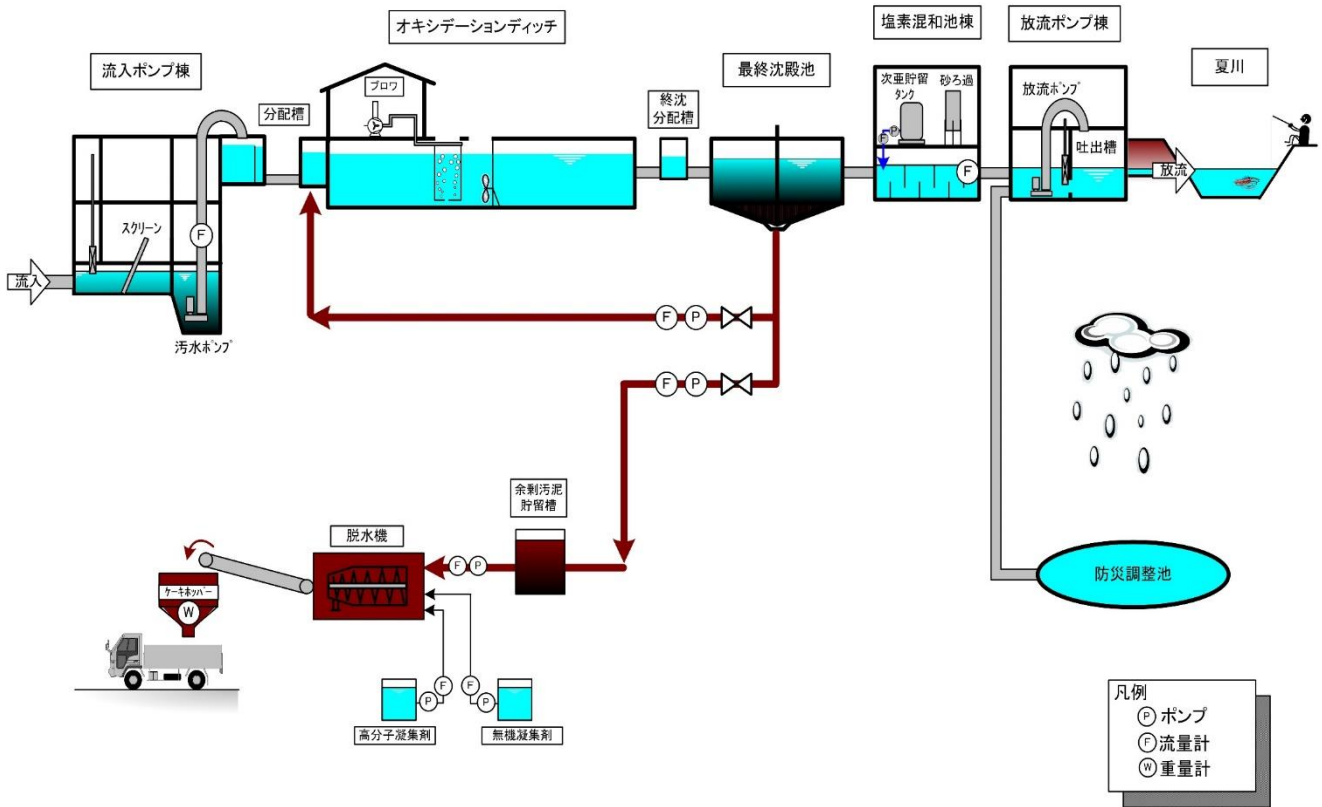 オキシデーションディッチ
塩素混和池棟
放流ポンプ棟
流入ポンプ棟
最終沈殿池
夏川
ブロワ
次亜貯留
タンク
砂ろ過
放流ポンプ
分配槽
終沈
分配槽
吐出槽
放流
スクリーン
F
P
F
F
流入
汚水ポンプ
F
P
F
P
余剰汚泥
貯留槽
脱水機
F
P
防災調整池
ケーキホッパー
W
P
F
F
P
高分子凝集剤
無機凝集剤
凡例
P ポンプ
F 流量計
W 重量計